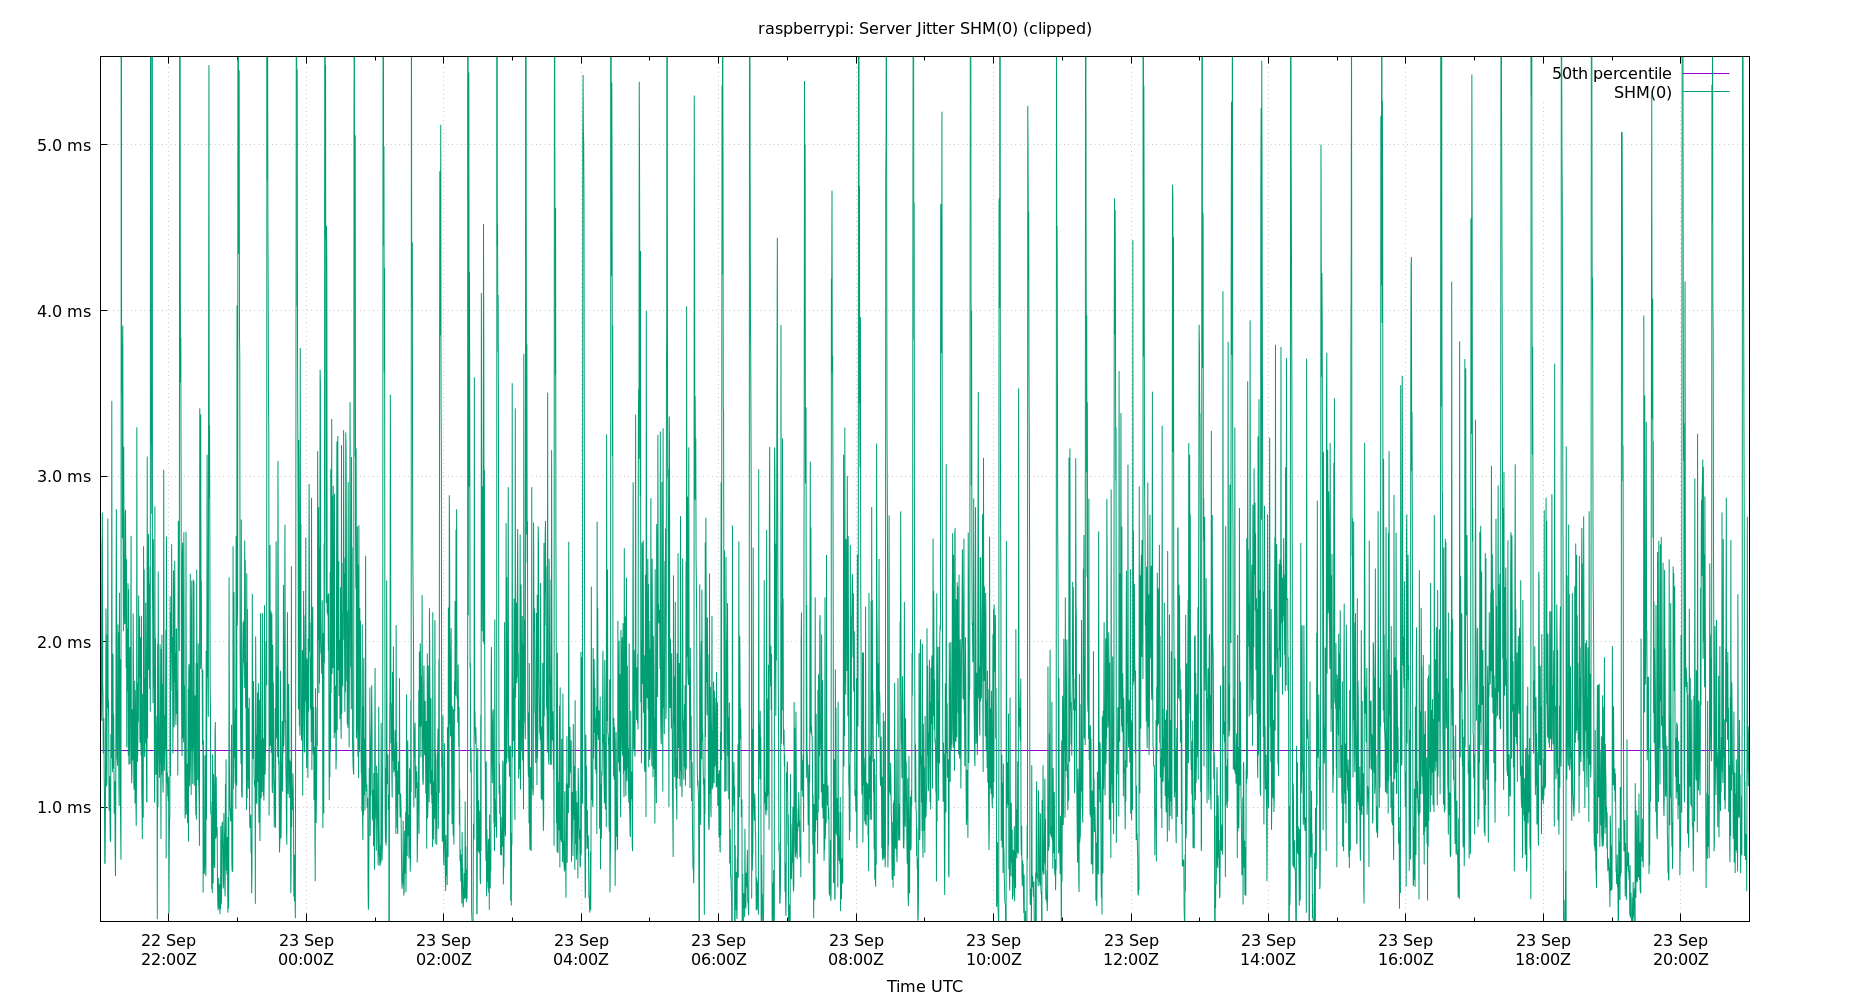 raspberrypi: Server Jitter SHM(0) (clipped)
50th percentile
SHM(0)
5.0 ms
4.0 ms
3.0 ms
2.0 ms
1.0 ms
22 Sep 23 Sep 23 Sep 23 Sep 23 Sep 23 Sep 23 Sep 23 Sep 23 Sep 23 Sep 23 Sep 23 Sep
22:00Z 00:00Z 02:00Z 04:00Z 06:00Z 08:00Z 10:00Z 12:00Z 14:00Z 16:00Z 18:00Z 20:00Z
Time UTC